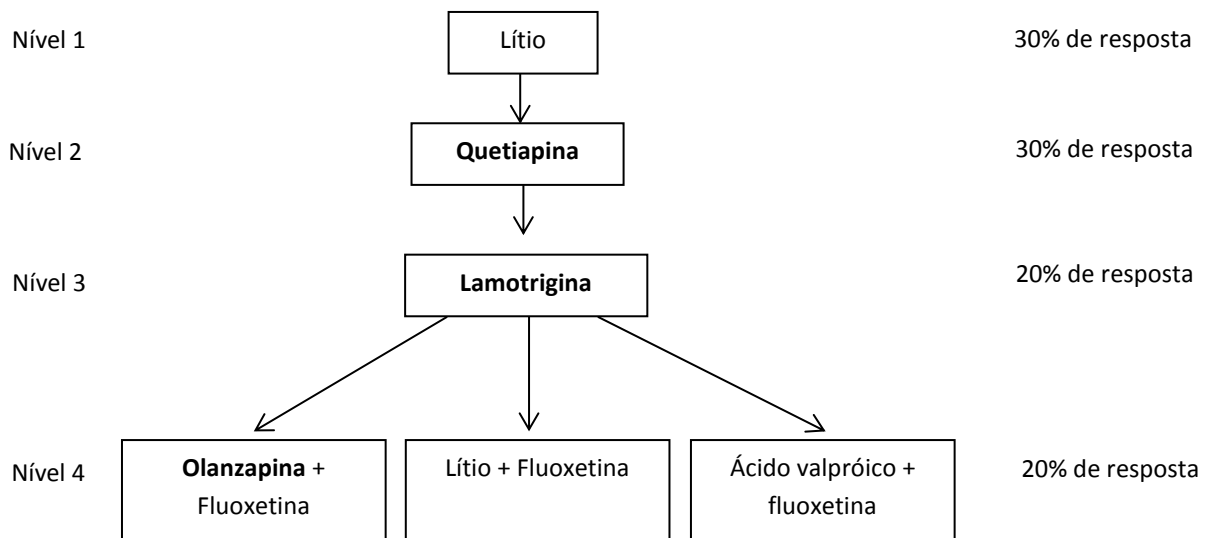 Nível 1
Lítio
30% de resposta
Nível 2
Quetiapina
30% de resposta
Nível 3
Lamotrigina
20% de resposta
Nível 4
Olanzapina +
Fluoxetina
Lítio + Fluoxetina
Ácido valpróico +
fluoxetina
20% de resposta